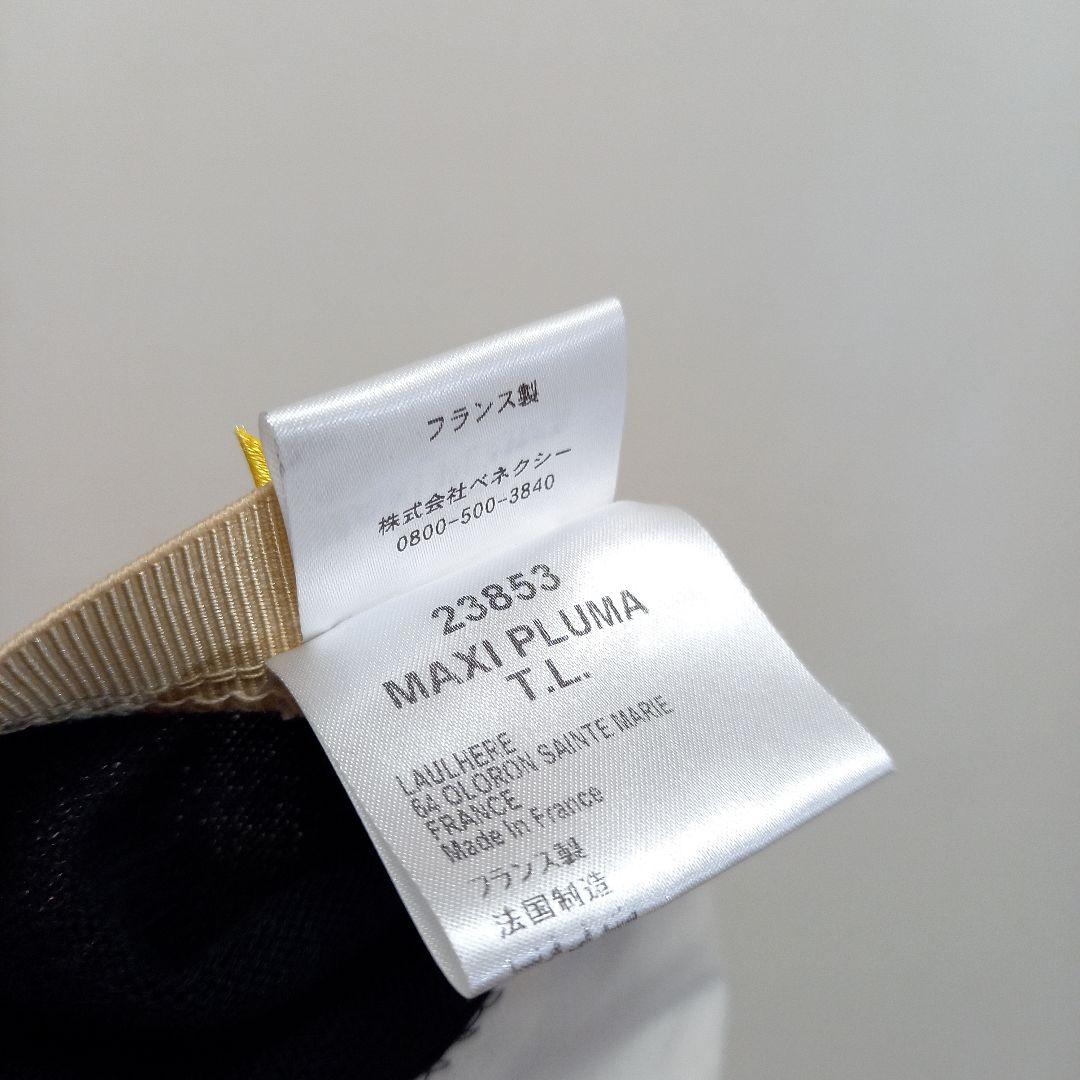 フランス製
株式会社ベネクシー
0800-500-3840
23853
MAXI PLUMA
T.L.
LAULHERE
64 OLORON SAINTE MARIE
FRANCE
Made In France
フランス製
法国制造